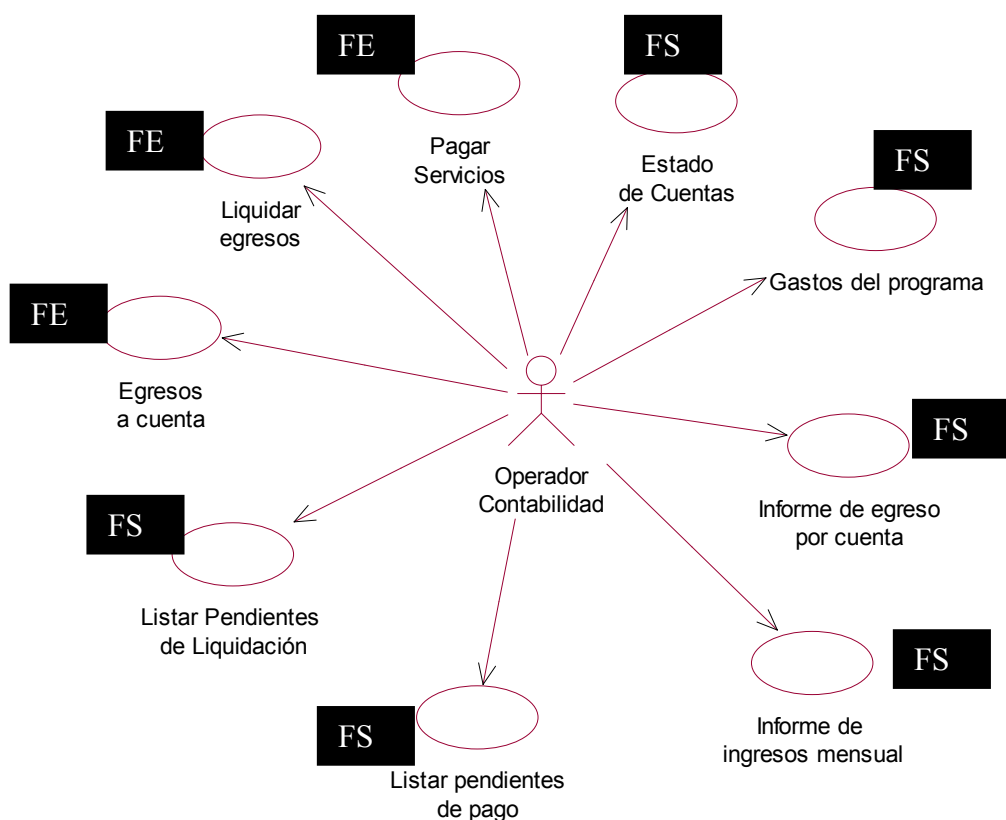 FE
Pagar
Servicios
FS
Estado
de Cuentas
FE
Liquidar
egresos
FS
Gastos del programa
FE
Egresos
a cuenta
Operador
Contabilidad
FS
Informe de egreso
por cuenta
FS
Listar Pendientes
de Liquidación
FS
Informe de
ingresos mensual
FS
Listar pendientes
de pago